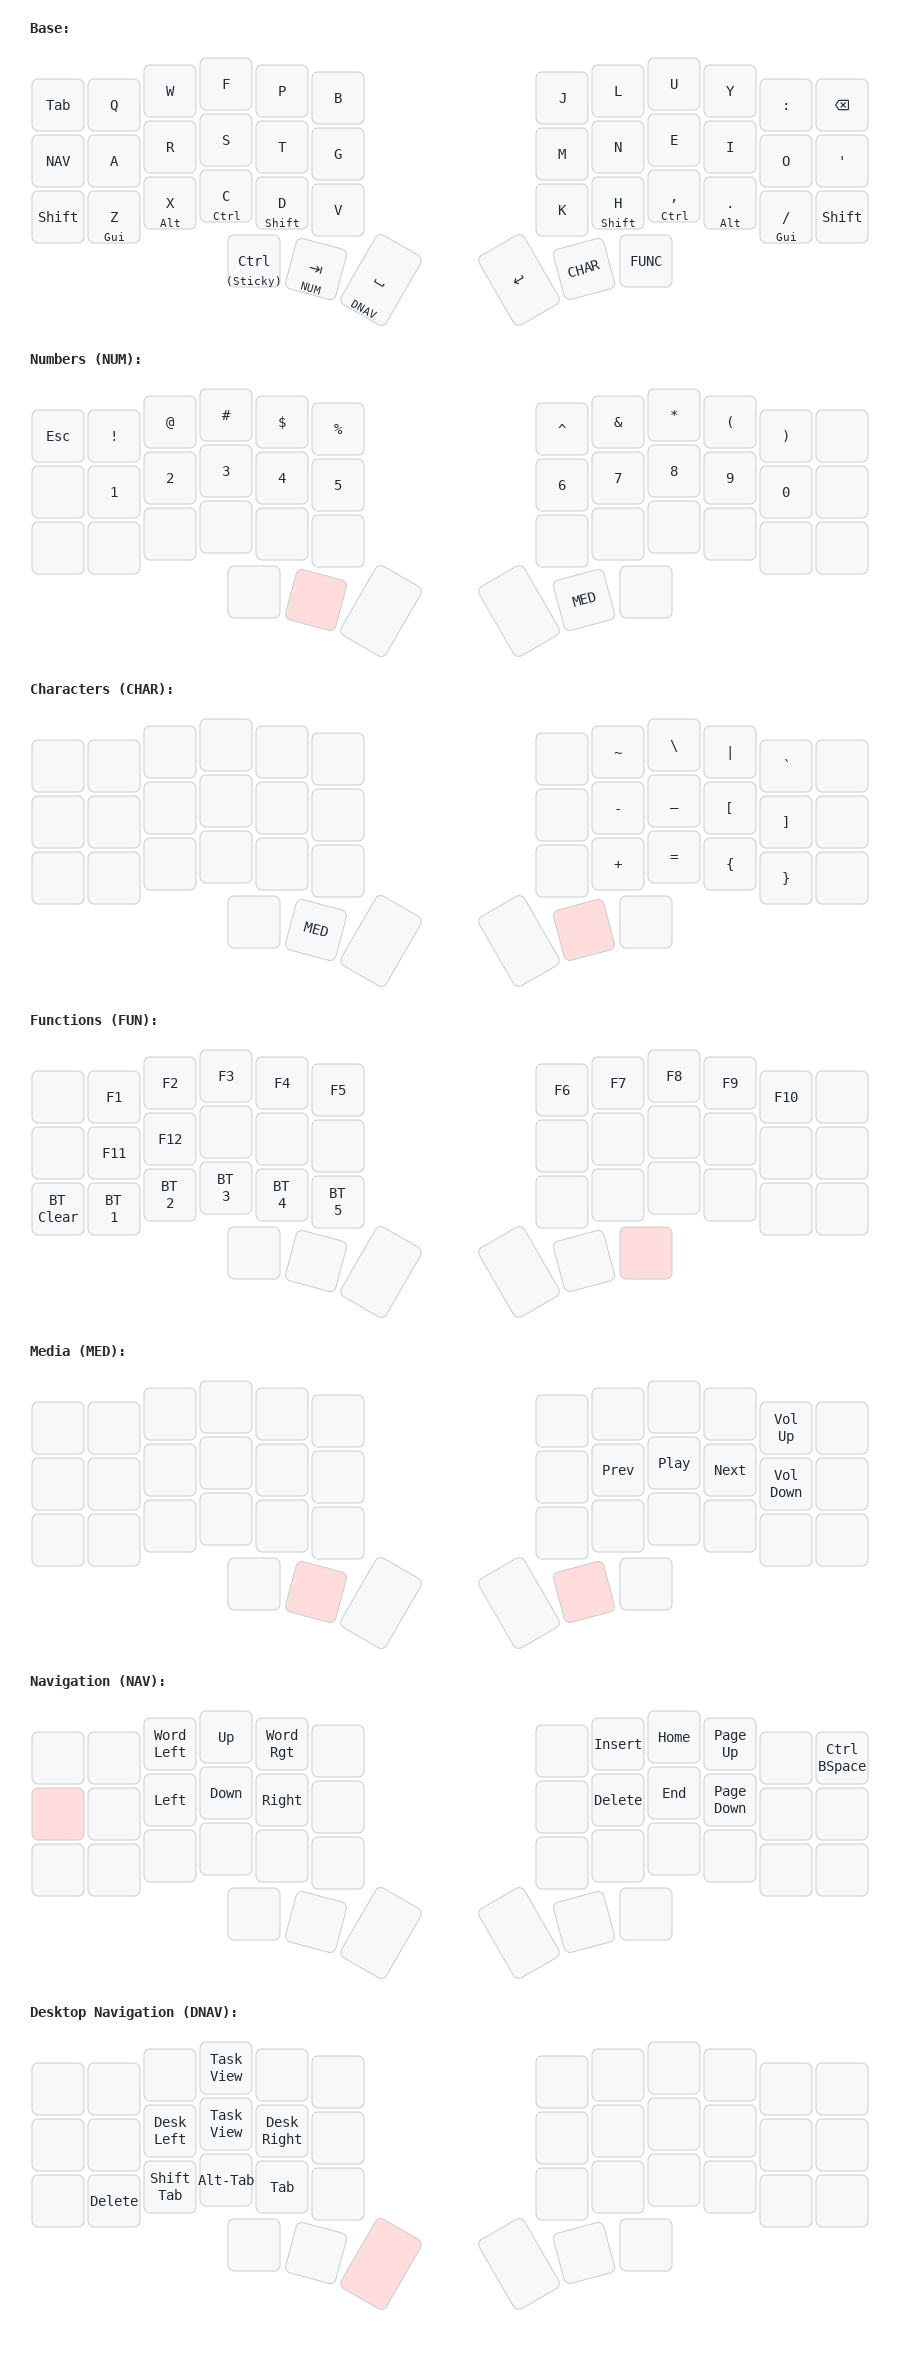 Base:
Tab Q W F P B J L U Y : ⌫
NAV A R S T G M N E I O '
Shift Z Gui X Alt C Ctrl D Shift V K H Shift , Ctrl . Alt / Gui Shift
Ctrl (Sticky) ⇥ NUM ⎵ DNAV ↵ CHAR FUNC
Numbers (NUM):
Esc ! @ # $ % ^ & * ( )
1 2 3 4 5 6 7 8 9 0
MED
Characters (CHAR):
~ \ | `
- — [ ]
+ = { }
MED
Functions (FUN):
F1 F2 F3 F4 F5 F6 F7 F8 F9 F10
F11 F12
BT Clear BT 1 BT 2 BT 3 BT 4 BT 5
Media (MED):
Vol Up
Prev Play Next Vol Down
Navigation (NAV):
Word Left Up Word Rgt Insert Home Page Up Ctrl BSpace
Left Down Right Delete End Page Down
Desktop Navigation (DNAV):
Task View
Desk Left Task View Desk Right
Delete Shift Tab Alt-Tab Tab